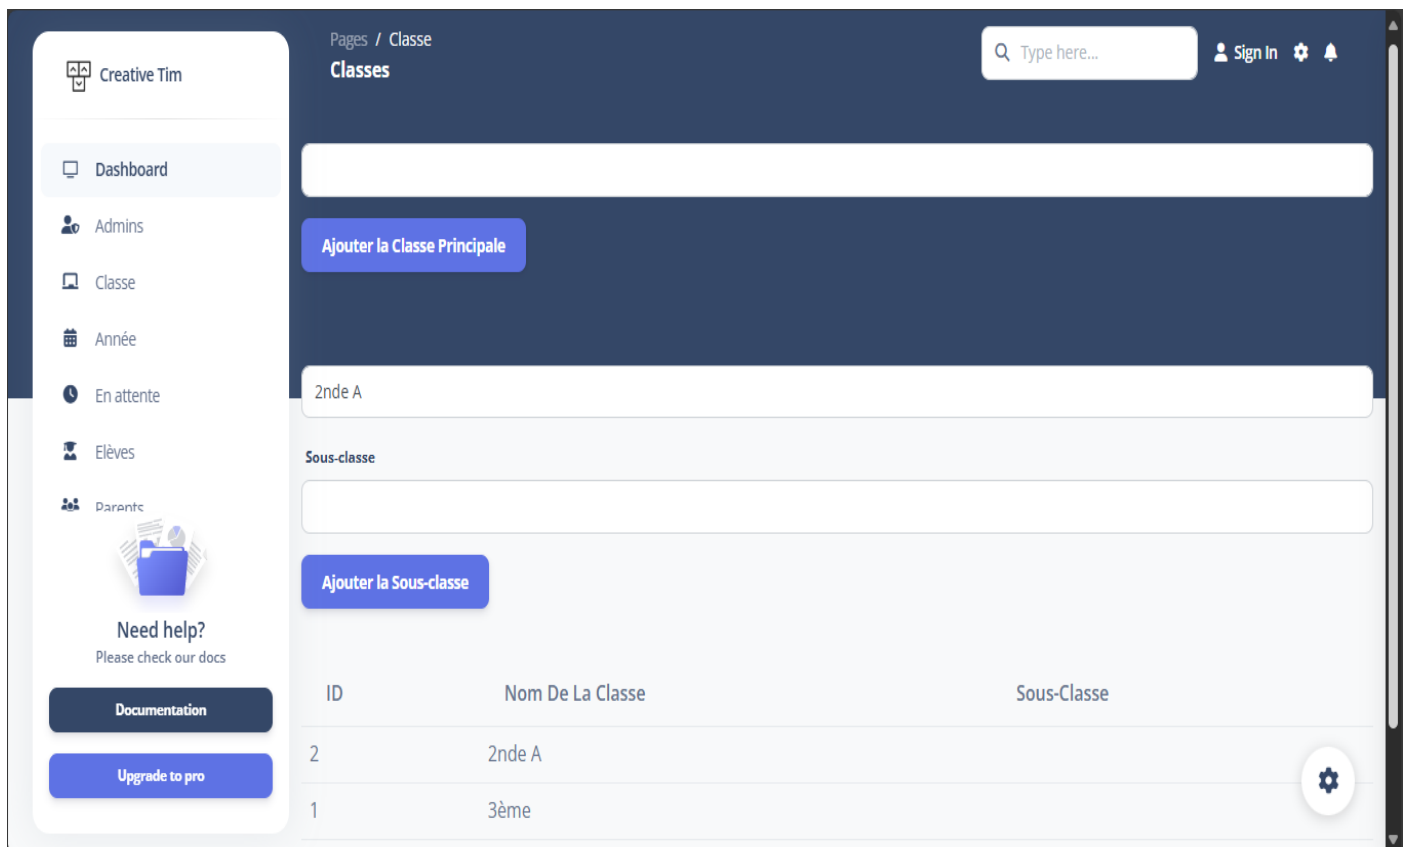 Creative Tim
Dashboard
Admins
Classe
Année
En attente
Elèves
Parents
Need help?
Please check our docs
Documentation
Upgrade to pro
Pages / Classe
Classes
Type here...
Sign In
Ajouter la Classe Principale
2nde A
Sous-classe
Ajouter la Sous-classe
ID Nom De La Classe Sous-Classe
2 2nde A
1 3ème